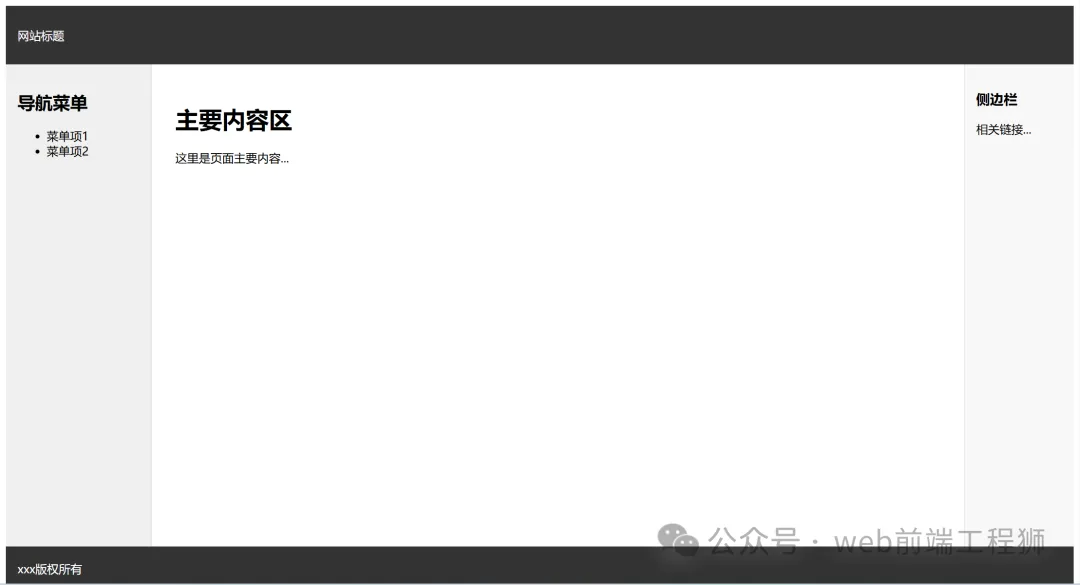 网站标题
导航菜单
菜单项1
菜单项2
主要内容区
这里是页面主要内容...
侧边栏
相关链接...
公众号 · web前端工程狮
xxx版权所有